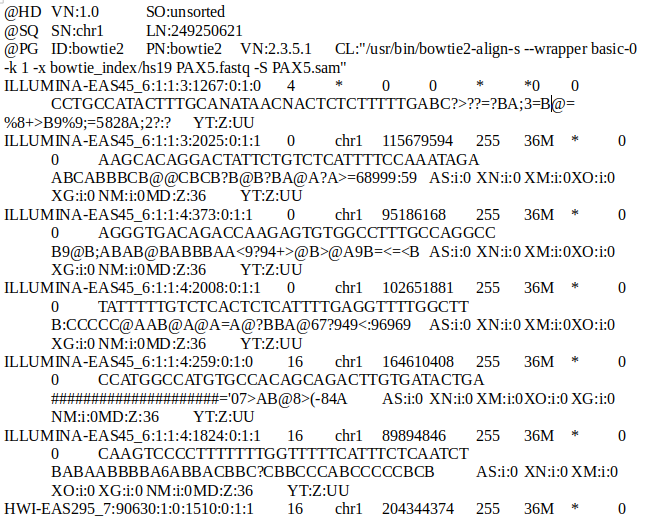 @HD VN:1.0 SO:unsorted
@SQ SN:chr1 LN:249250621
@PG ID:bowtie2 PN:bowtie2 VN:2.3.5.1 CL:"/usr/bin/bowtie2-align-s --wrapper basic-0
-k 1 -x bowtie_index/hs19 PAX5.fastq -S PAX5.sam"
ILLUMINA-EAS45_6:1:1:3:1267:0:1:0 4 * 0 0 * *0 0
CCTGCCATACTTTGCANATAACNACTCTCTTTTTGABC?>??=?BA;3=B@=
%8+>B9%9;=5828A;2?:? YT:Z:UU
ILLUMINA-EAS45_6:1:1:3:2025:0:1:1 0 chr1 115679594 255 36M * 0
0 AAGCACAGGACTATTCTGTCTCATTTTCCAAATAGA
ABCABBBCB@@CBCB?B@B?BA@A?A>=68999:59 AS:i:0 XN:i:0 XM:i:0XO:i:0
XG:i:0 NM:i:0MD:Z:36 YT:Z:UU
ILLUMINA-EAS45_6:1:1:4:373:0:1:1 0 chr1 95186168 255 36M * 0
0 AGGGTGACAGACCAAGAGTGTGGCCTTTGCCAGGCC
B9@B;ABAB@BABBBAA<9?94+>@B>@A9B=<=<B AS:i:0 XN:i:0 XM:i:0XO:i:0
XG:i:0 NM:i:0MD:Z:36 YT:Z:UU
ILLUMINA-EAS45_6:1:1:4:2008:0:1:1 0 chr1 102651881 255 36M * 0
0 TATTTTTGTCTCACTCTCATTTTGAGGTTTTGGCTT
B:CCCCC@AAB@A@A=A@?BBA@67?949<:96969 AS:i:0 XN:i:0 XM:i:0XO:i:0
XG:i:0 NM:i:0MD:Z:36 YT:Z:UU
ILLUMINA-EAS45_6:1:1:4:259:0:1:0 16 chr1 164610408 255 36M * 0
0 CCATGGCCATGTGCCACAGCAGACTTGTGATACTGA
#####################='07>AB@8>(-84A AS:i:0 XN:i:0 XM:i:0XO:i:0 XG:i:0
NM:i:0MD:Z:36 YT:Z:UU
ILLUMINA-EAS45_6:1:1:4:1824:0:1:1 16 chr1 89894846 255 36M * 0
0 CAAGTCCCCTTTTTTTGGTTTTTCATTTCTCAATCT
BABAABBBBA6ABBACBBC?CBBCCCABCCCCCBCB AS:i:0 XN:i:0 XM:i:0
XO:i:0 XG:i:0 NM:i:0MD:Z:36 YT:Z:UU
HWI-EAS295_7:90630:1:0:1510:0:1:1 16 chr1 204344374 255 36M * 0